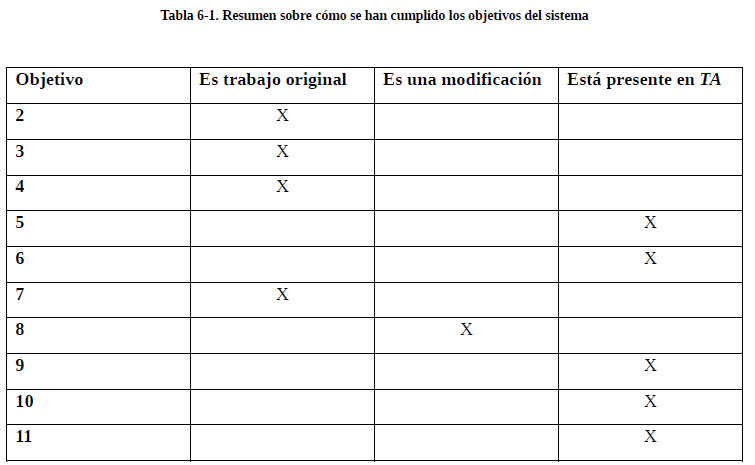 Tabla 6-1. Resumen sobre cómo se han cumplido los objetivos del sistema
Objetivo Es trabajo original Es una modificación Está presente en TA
2 X
3 X
4 X
5 X
6 X
7 X
8 X
9 X
10 X
11 X